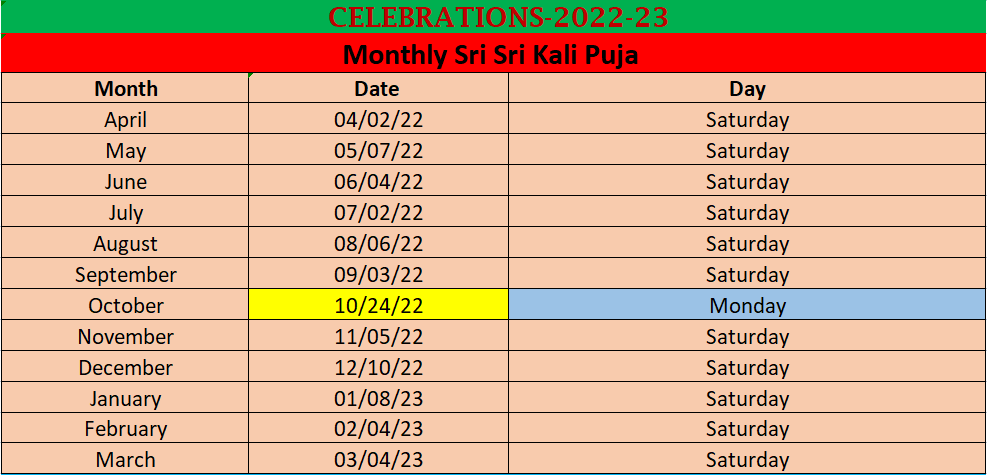 CELEBRATIONS-2022-23
Monthly Sri Sri Kali Puja
Month Date Day
April 04/02/22 Saturday
May 05/07/22 Saturday
June 06/04/22 Saturday
July 07/02/22 Saturday
August 08/06/22 Saturday
September 09/03/22 Saturday
October 10/24/22 Monday
November 11/05/22 Saturday
December 12/10/22 Saturday
January 01/08/23 Saturday
February 02/04/23 Saturday
March 03/04/23 Saturday